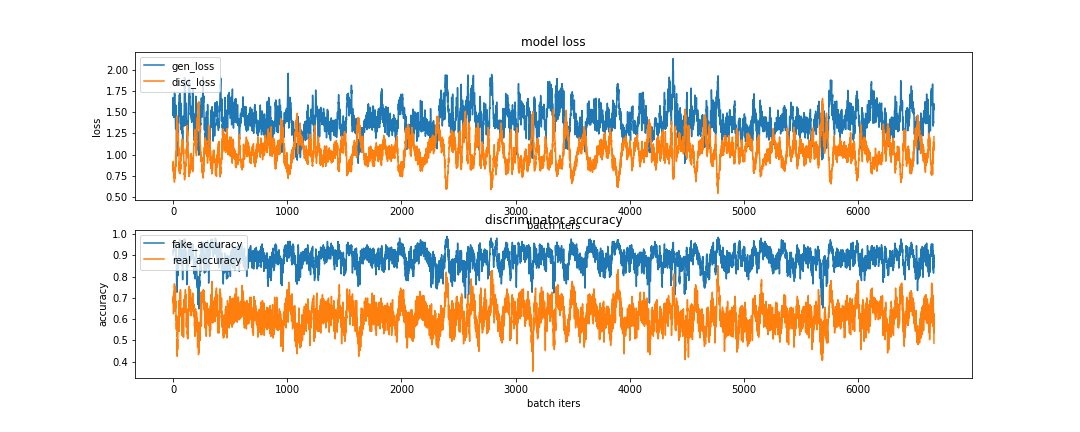 model loss
gen_loss
disc_loss
loss
2.00
1.75
1.50
1.25
1.00
0.75
0.50
0 1000 2000 3000 4000 5000 6000
batch iters
discriminator accuracy
fake_accuracy
real_accuracy
accuracy
1.0
0.9
0.8
0.7
0.6
0.5
0.4
0 1000 2000 3000 4000 5000 6000
batch iters